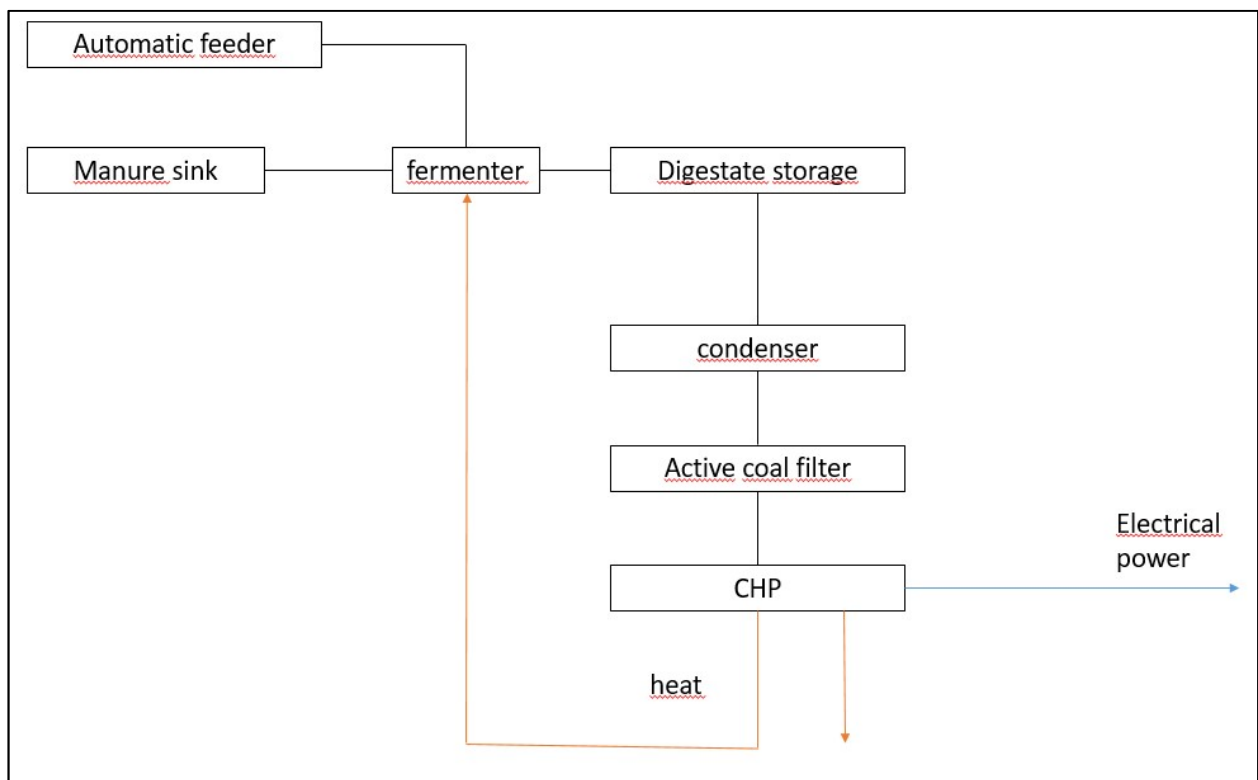 Automatic feeder
Manure sink
fermenter
Digestate storage
condenser
Active coal filter
Electrical
power
CHP
heat